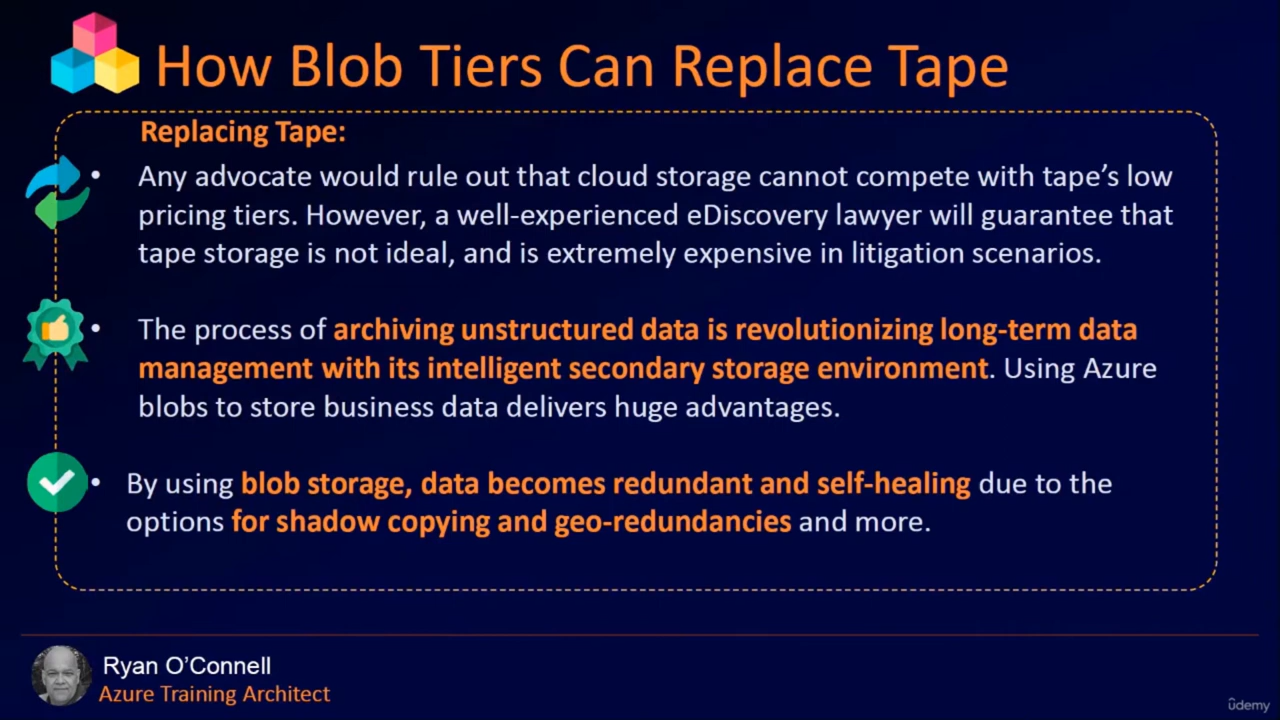 How Blob Tiers Can Replace Tape
Replacing Tape:
• Any advocate would rule out that cloud storage cannot compete with tape’s low
pricing tiers. However, a well-experienced eDiscovery lawyer will guarantee that
tape storage is not ideal, and is extremely expensive in litigation scenarios.
• The process of archiving unstructured data is revolutionizing long-term data
management with its intelligent secondary storage environment. Using Azure
blobs to store business data delivers huge advantages.
• By using blob storage, data becomes redundant and self-healing due to the
options for shadow copying and geo-redundancies and more.
Ryan O’Connell
Azure Training Architect
ûdemy